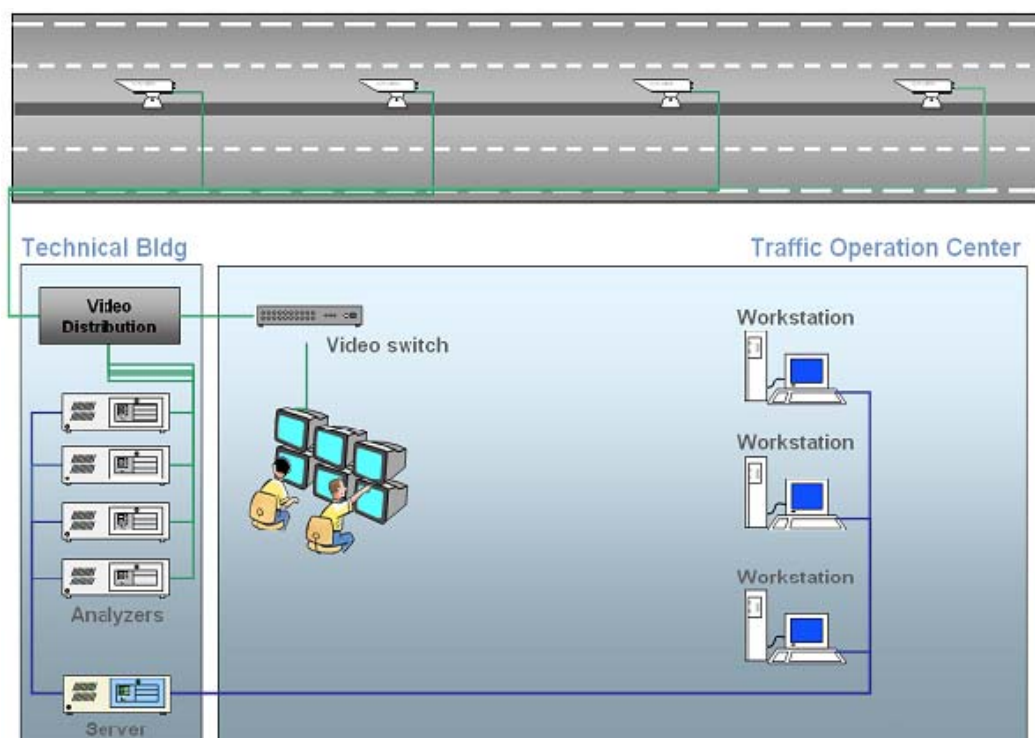 Technical Bldg
Traffic Operation Center
Video
Distribution
Video switch
Workstation
Workstation
Workstation
Analyzers
Server